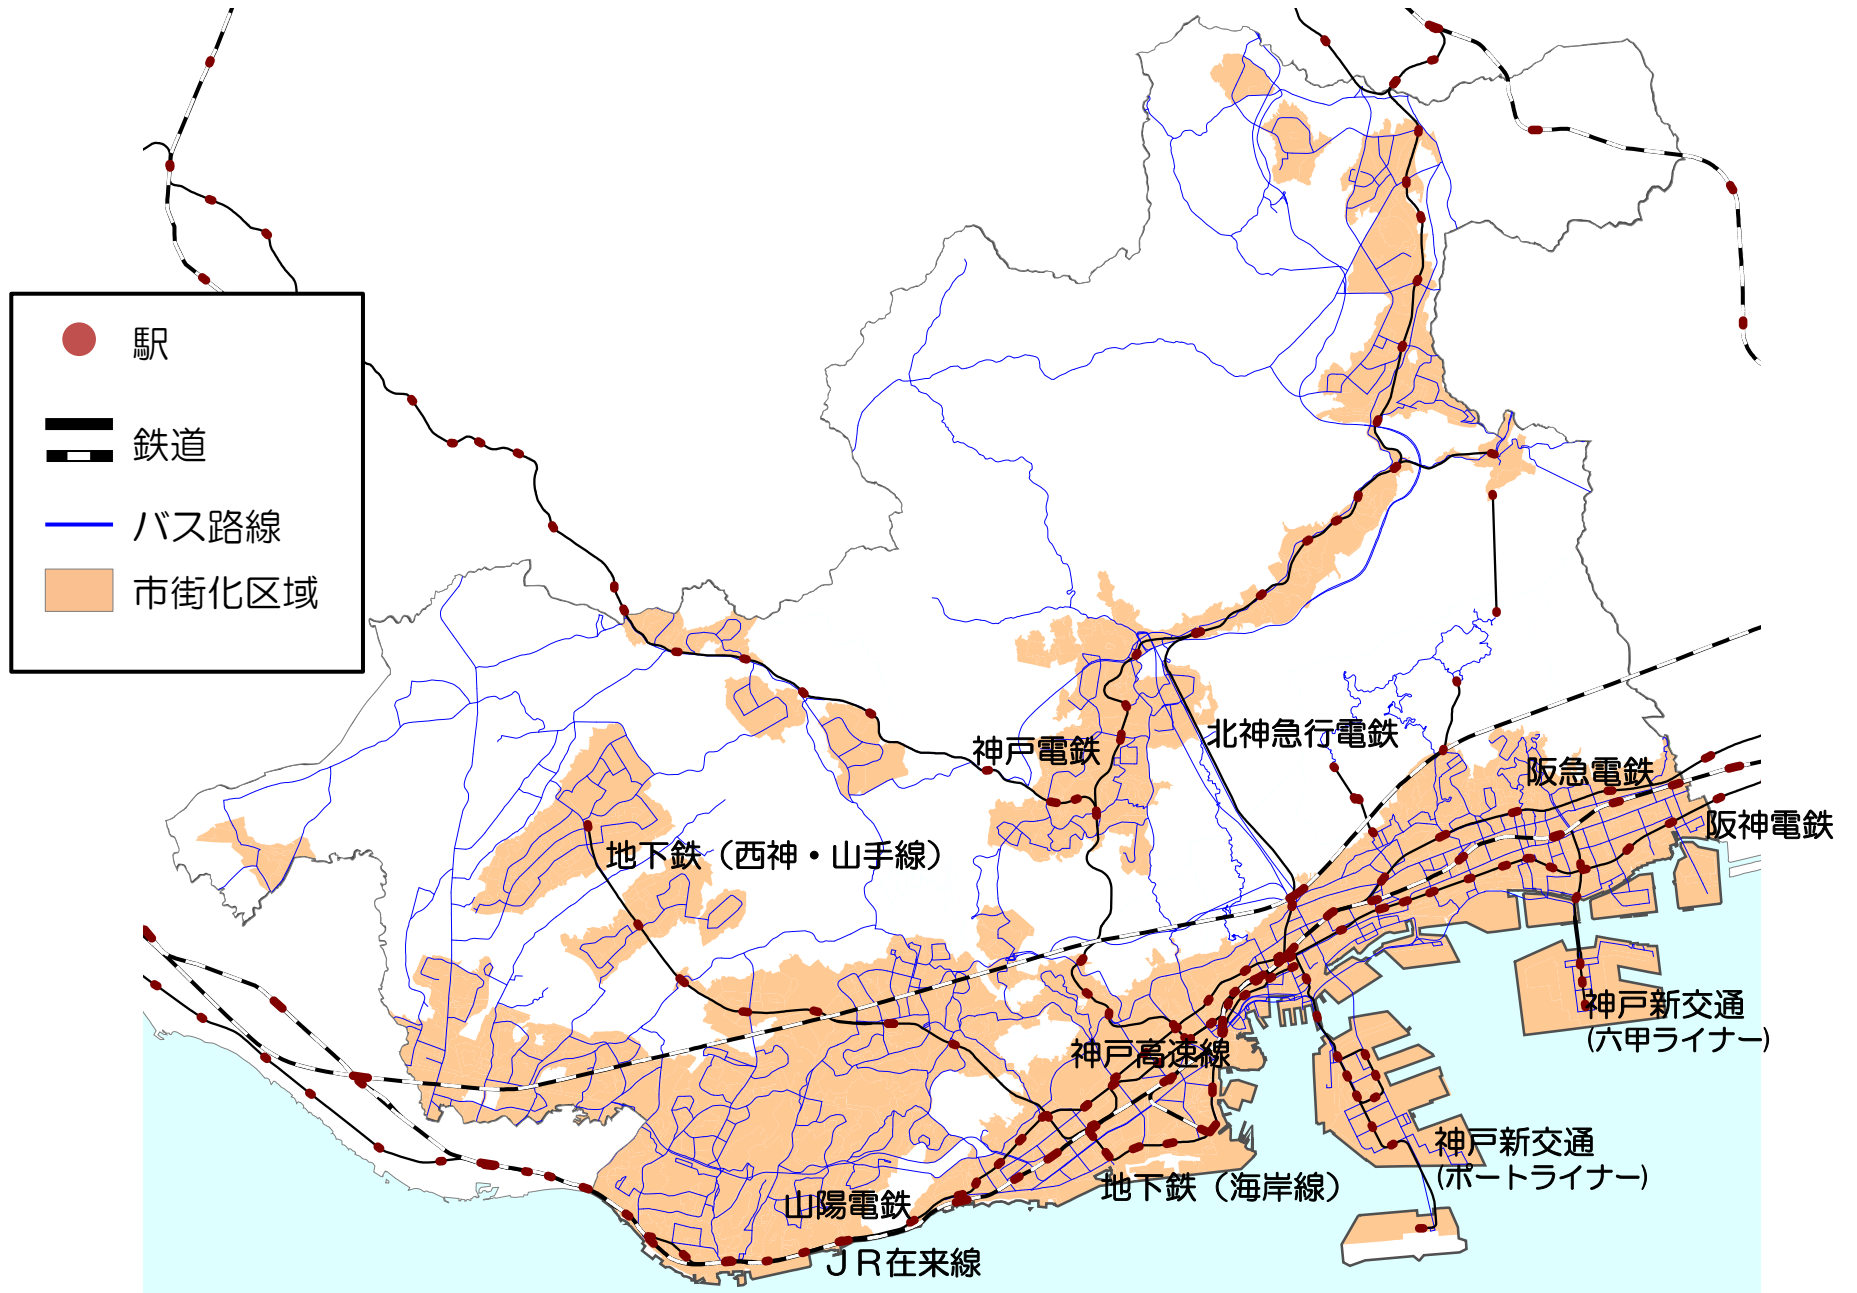 駅
鉄道
バス路線
市街化区域
北神急行電鉄
神戸電鉄
阪急電鉄
阪神電鉄
地下鉄（西神・山手線）
神戸新交通
(六甲ライナー)
神戸高速線
神戸新交通
(ポートライナー)
地下鉄（海岸線）
山陽電鉄
ＪＲ在来線